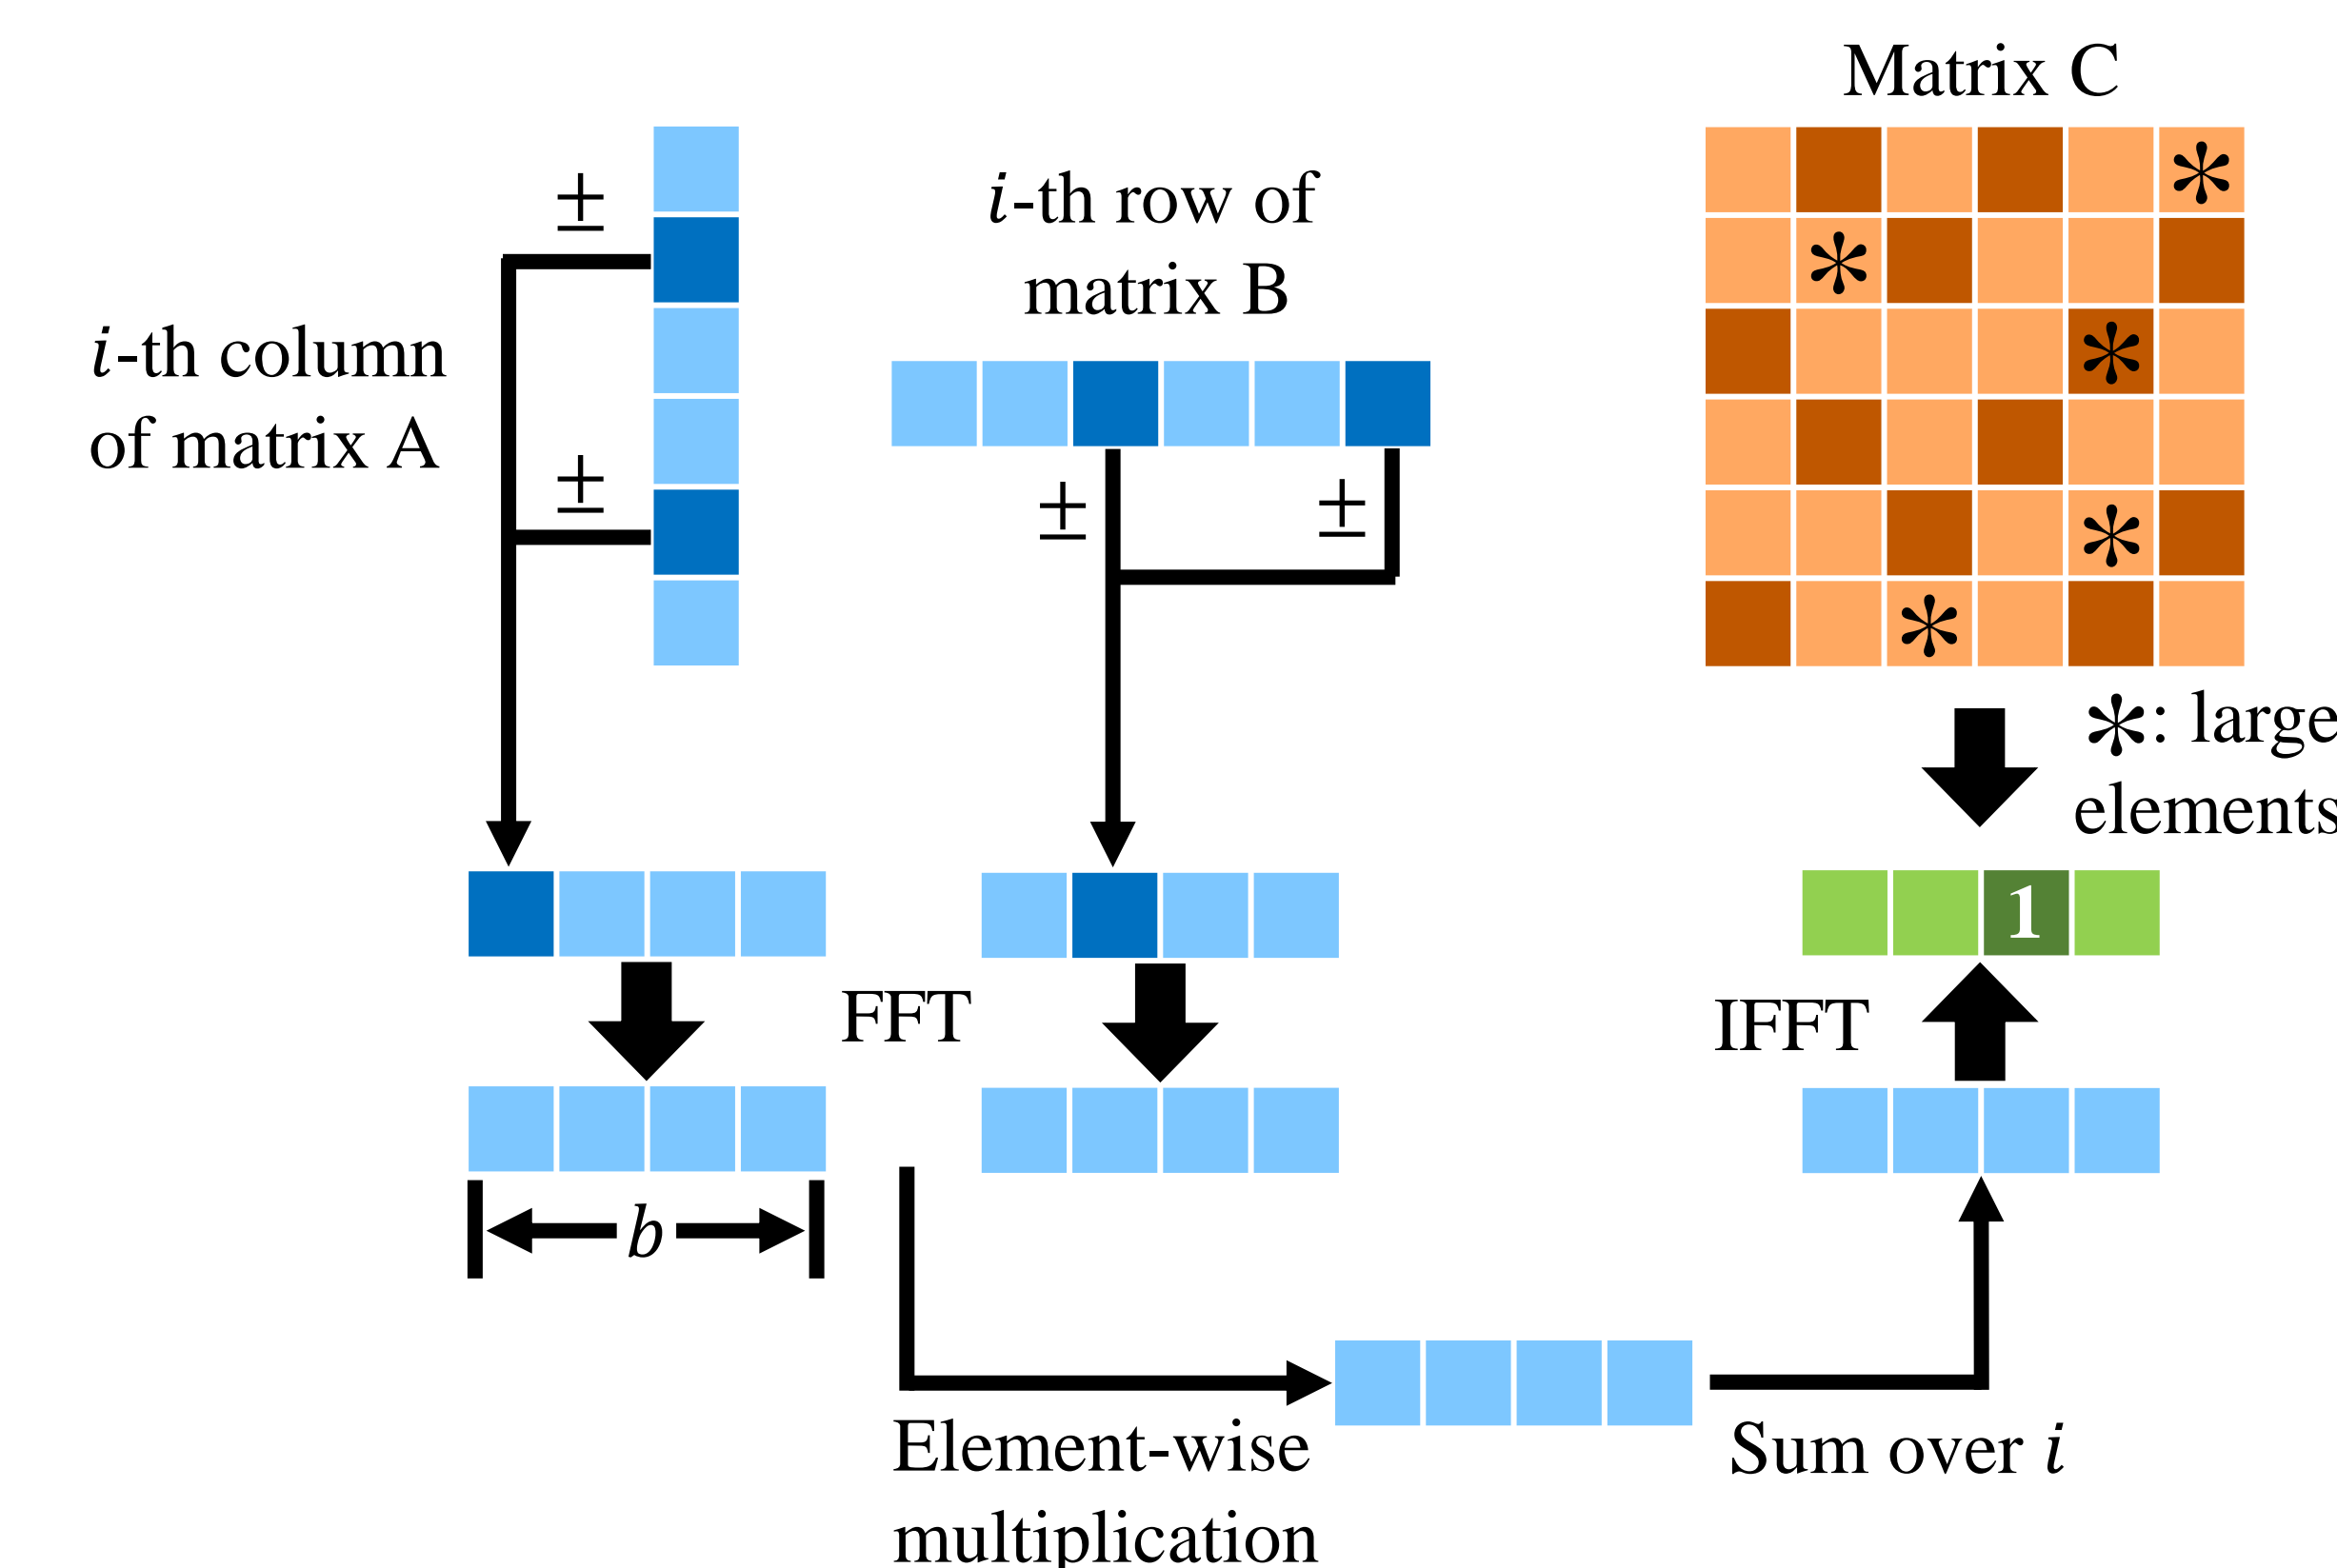 Matrix C
±
i-th row of
matrix B
i-th column
of matrix A
±
±
±
*: large
elements
1
FFT
IFFT
b
Element-wise
multiplication
Sum over i